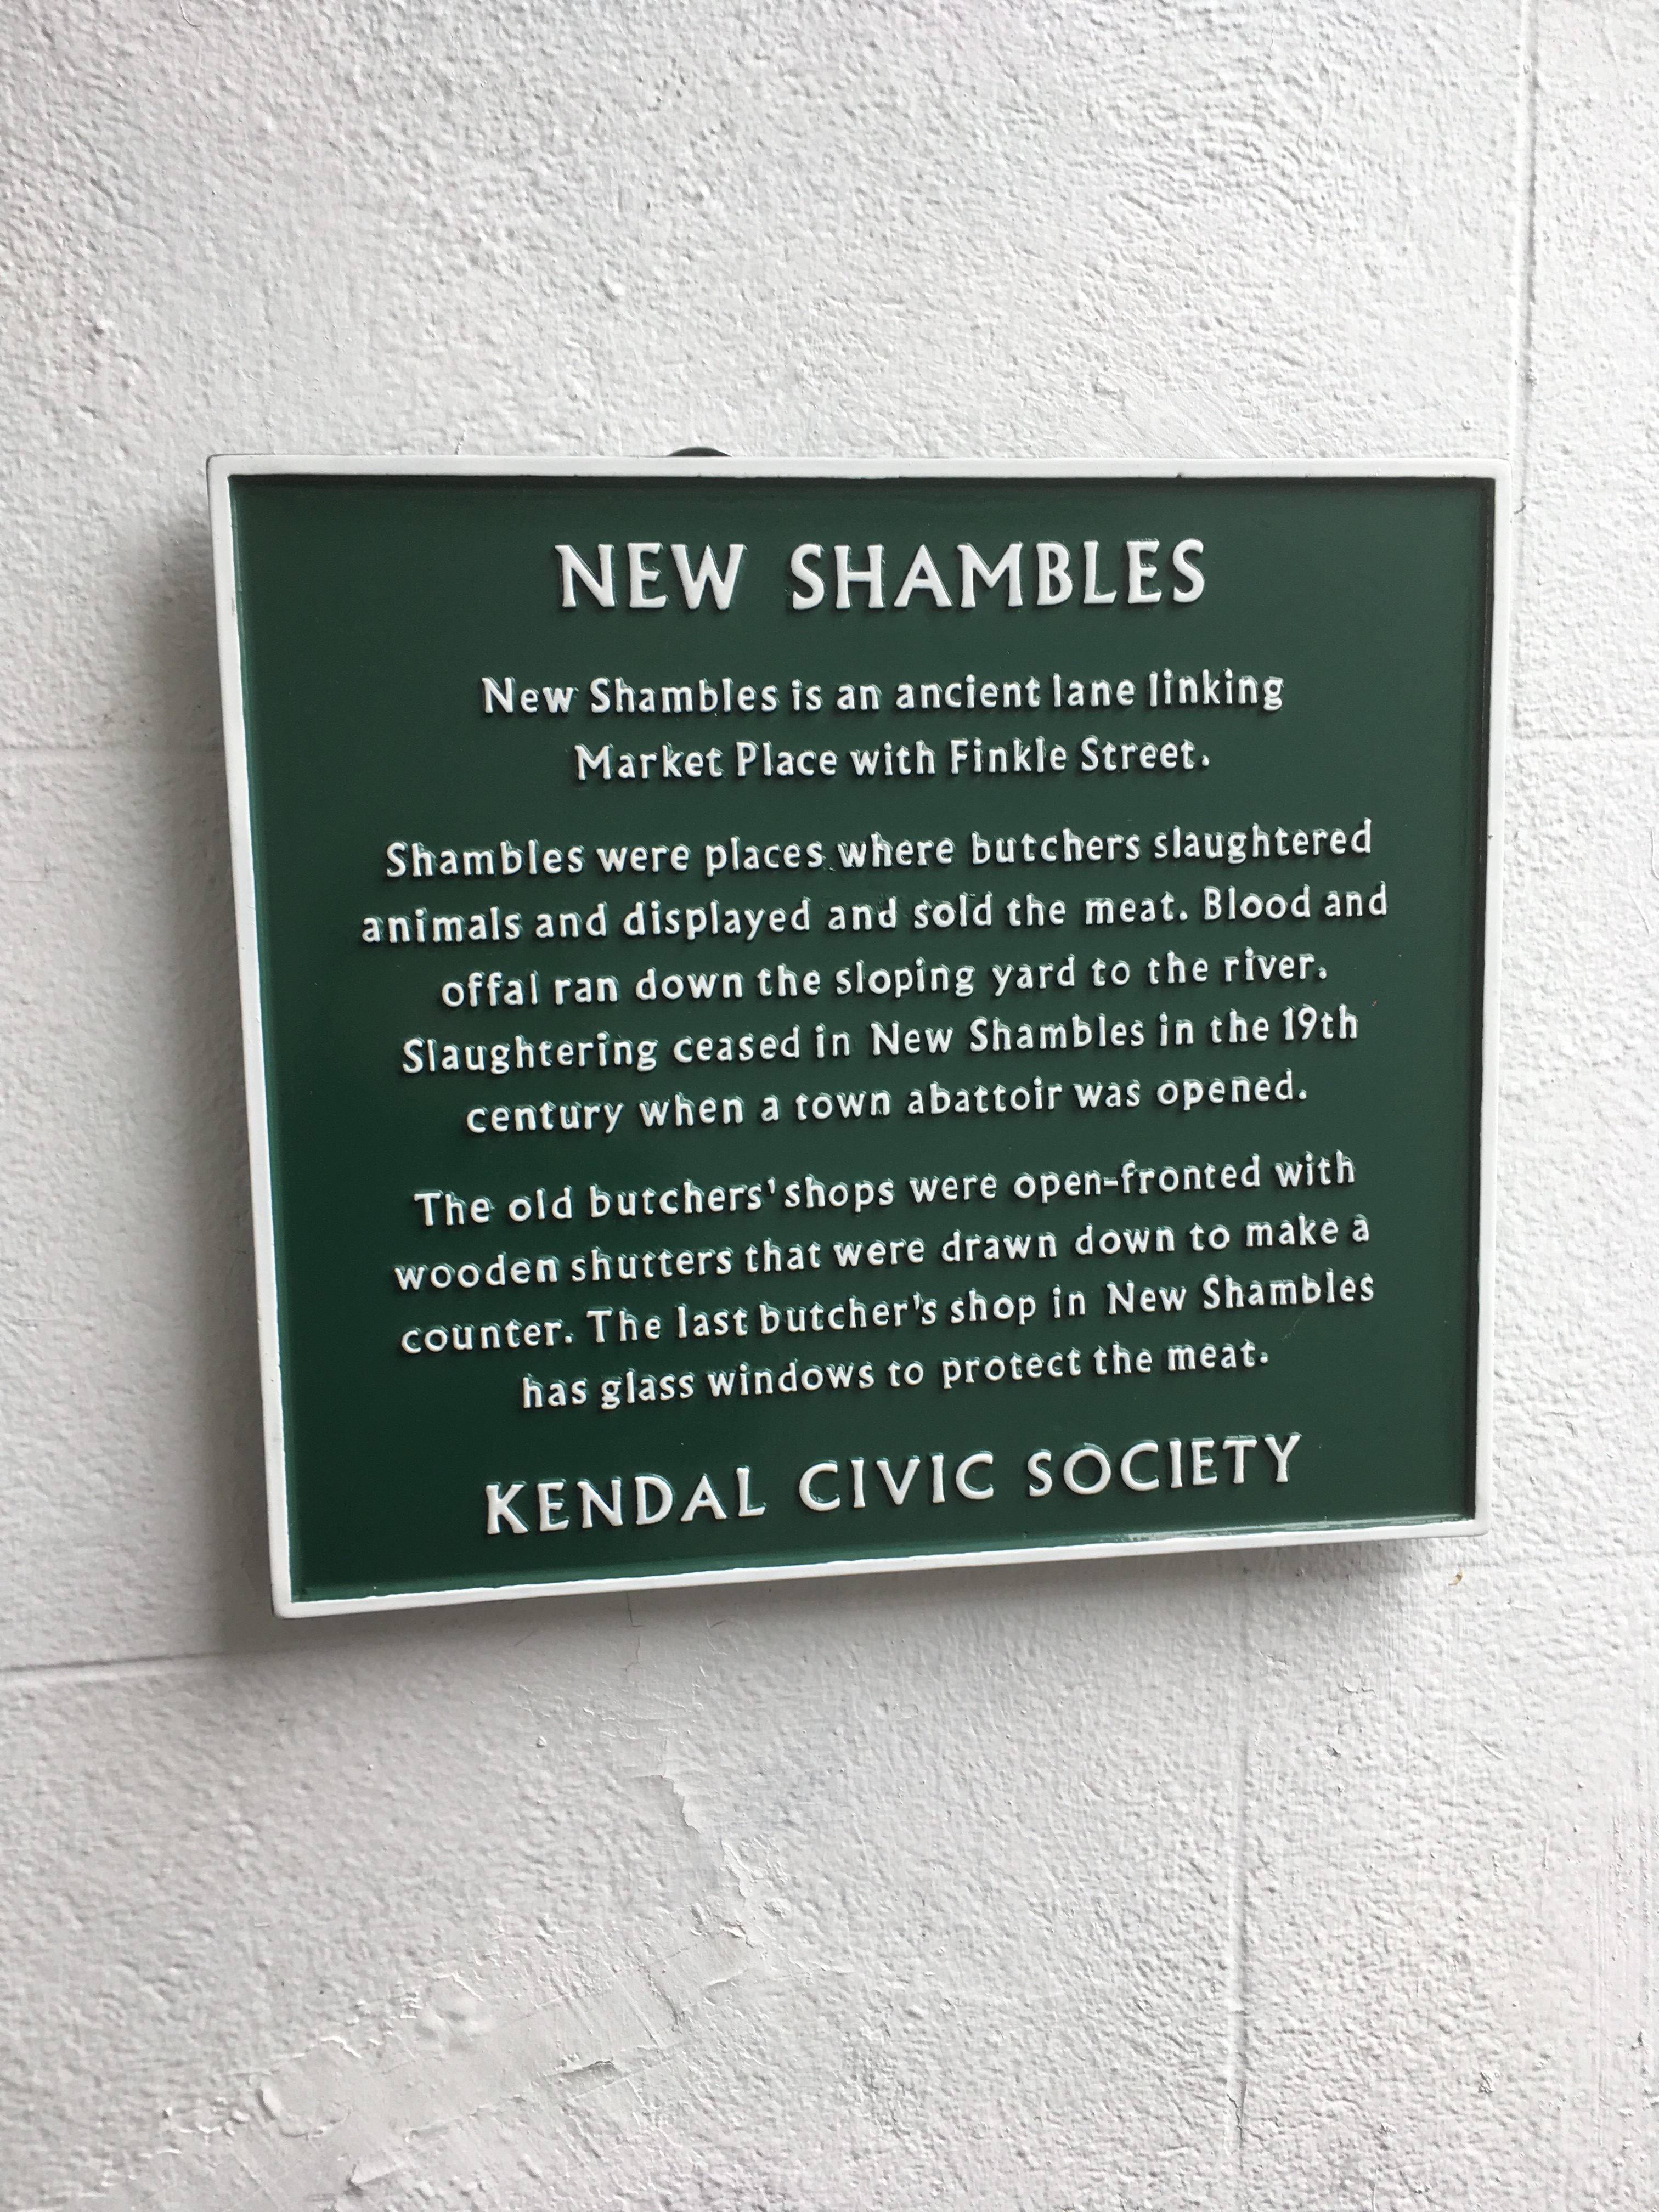 NEW SHAMBLES
New Shambles is an ancient lane linking
Market Place with Finkle Street.
Shambles were places where butchers slaughtered
animals and displayed and sold the meat. Blood and
offal ran down the sloping yard to the river.
Slaughtering ceased in New Shambles in the 19th
century when a town abattoir was opened.
The old butchers' shops were open-fronted with
wooden shutters that were drawn down to make a
counter. The last butcher's shop in New Shambles
has glass windows to protect the meat.
KENDAL CIVIC SOCIETY